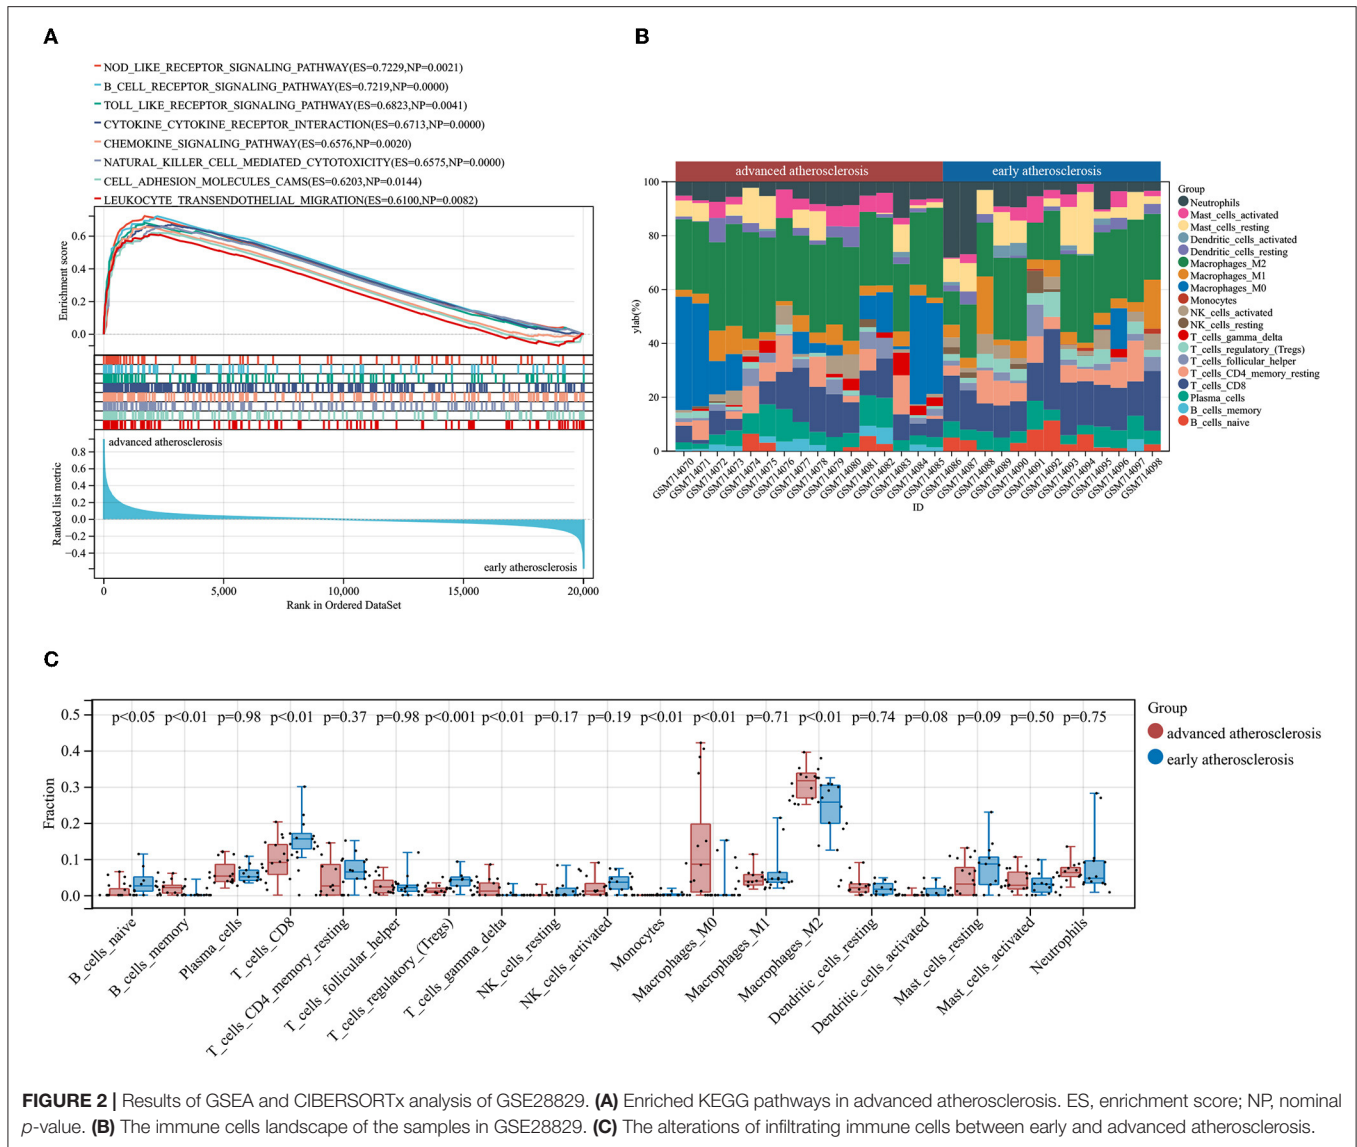 A
NOD_LIKE_RECEPTOR_SIGNALING_PATHWAY(ES=0.7229,NP=0.0021)
B_CELL_RECEPTOR_SIGNALING_PATHWAY(ES=0.7219,NP=0.0000)
TOLL_LIKE_RECEPTOR_SIGNALING_PATHWAY(ES=0.6823,NP=0.0041)
CYTOKINE_CYTOKINE_RECEPTOR_INTERACTION(ES=0.6713,NP=0.0000)
CHEMOKINE_SIGNALING_PATHWAY(ES=0.6576,NP=0.0020)
NATURAL_KILLER_CELL_MEDIATED_CYTOTOXICITY(ES=0.6575,NP=0.0000)
CELL_ADHESION_MOLECULES_CAMS(ES=0.6203,NP=0.0144)
LEUKOCYTE_TRANSENDOTHELIAL_MIGRATION(ES=0.6100,NP=0.0082)
Enrichment score
0.6
0.4
0.2
0.0
advanced atherosclerosis
Ranked list metric
0.8
0.6
0.4
0.2
0.0
−0.2
−0.4
early atherosclerosis
0
5,000
10,000
15,000
20,000
Rank in Ordered DataSet
B
advanced atherosclerosis
early atherosclerosis
ylab(%)
100
80
60
40
20
0
GSM714070
GSM714071
GSM714072
GSM714073
GSM714074
GSM714075
GSM714076
GSM714077
GSM714078
GSM714079
GSM714080
GSM714081
GSM714082
GSM714083
GSM714084
GSM714085
GSM714086
GSM714087
GSM714088
GSM714089
GSM714090
GSM714091
GSM714092
GSM714093
GSM714094
GSM714095
GSM714096
GSM714097
GSM714098
ID
Group
Neutrophils
Mast_cells_activated
Mast_cells_resting
Dendritic_cells_activated
Dendritic_cells_resting
Macrophages_M2
Macrophages_M1
Macrophages_M0
Monocytes
NK_cells_activated
NK_cells_resting
T_cells_gamma_delta
T_cells_regulatory_(Tregs)
T_cells_follicular_helper
T_cells_CD4_memory_resting
T_cells_CD8
Plasma_cells
B_cells_memory
B_cells_naive
C
Fraction
0.5
0.4
0.3
0.2
0.1
0.0
p<0.05 p<0.01 p=0.98 p<0.01 p=0.37 p=0.98 p<0.001 p<0.01 p=0.17 p=0.19 p<0.01 p<0.01 p=0.71 p<0.01 p=0.74 p=0.08 p=0.09 p=0.50 p=0.75
B_cells_naive
B_cells_memory
Plasma_cells
T_cells_CD8
T_cells_CD4_memory_resting
T_cells_follicular_helper
T_cells_regulatory_(Tregs)
T_cells_gamma_delta
NK_cells_resting
NK_cells_activated
Monocytes
Macrophages_M0
Macrophages_M1
Macrophages_M2
Dendritic_cells_resting
Dendritic_cells_activated
Mast_cells_resting
Mast_cells_activated
Neutrophils
Group
advanced atherosclerosis
early atherosclerosis
FIGURE 2 | Results of GSEA and CIBERSORTx analysis of GSE28829. (A) Enriched KEGG pathways in advanced atherosclerosis. ES, enrichment score; NP, nominal
p-value. (B) The immune cells landscape of the samples in GSE28829. (C) The alterations of infiltrating immune cells between early and advanced atherosclerosis.